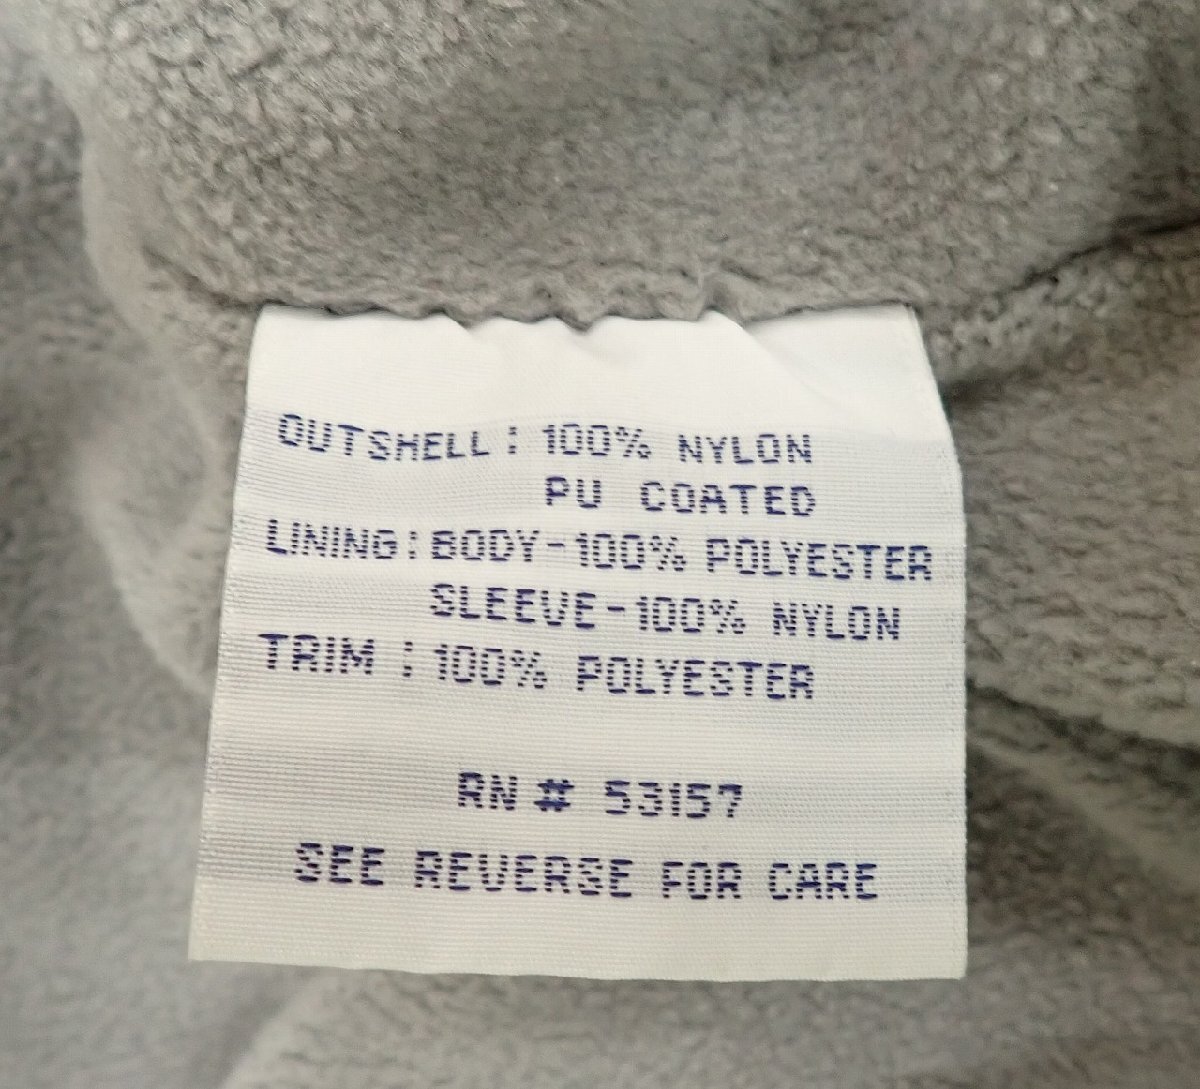 OUTSHELL: 100% NYLON
PU COATED
LINING: BODY-100% POLYESTER
SLEEVE-100% NYLON
TRIM : 100% POLYESTER
RN # 53157
SEE REVERSE FOR CARE